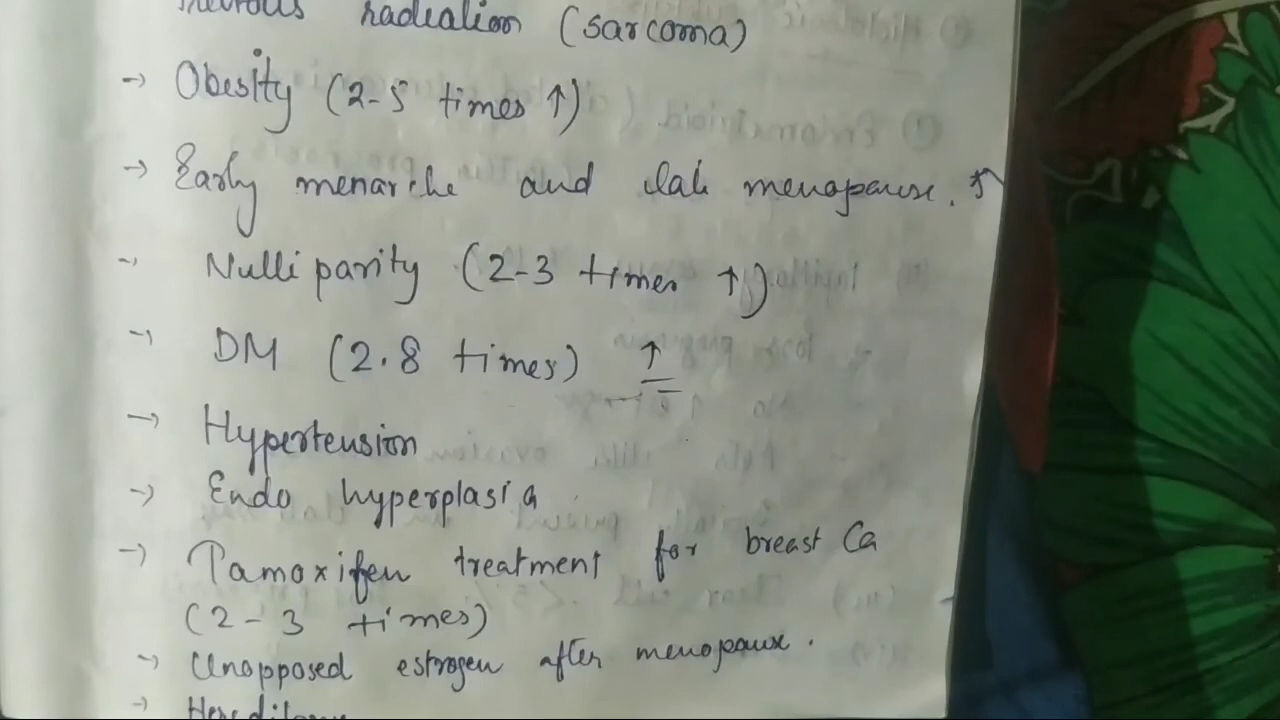 radiation (sarcoma)
→ Obesity (2-5 times ↑)
→ Early menarche and late menopause. ↑
→ Nulliparity (2-3 times ↑)
→ DM (2.8 times) ↑
→ Hypertension
→ Endo hyperplasia
→ Tamoxifen treatment for breast Ca
(2-3 times)
→ Unopposed estrogen after menopause.